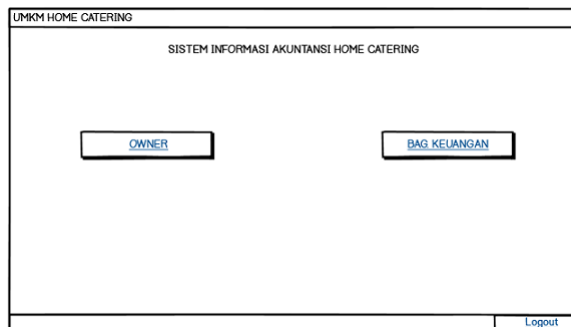 UMKM HOME CATERING
SISTEM INFORMASI AKUNTANSI HOME CATERING
OWNER
BAG KEUANGAN
Logout